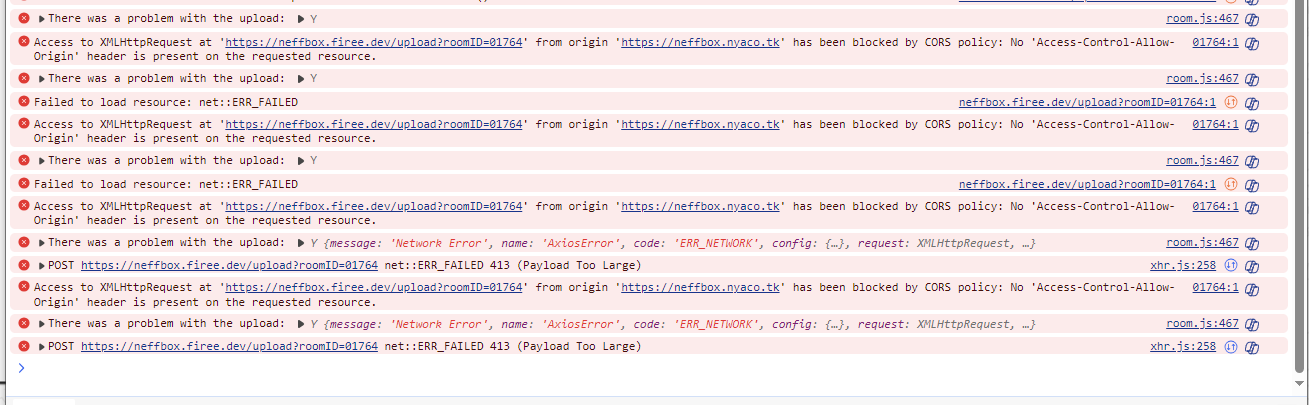 There was a problem with the upload: Y room.js:467
Access to XMLHttpRequest at 'https://neffbox.firee.dev/upload?roomID=01764' from origin 'https://neffbox.nyaco.tk' has been blocked by CORS policy: No 'Access-Control-Allow- 01764:1
Origin' header is present on the requested resource.
There was a problem with the upload: Y room.js:467
Failed to load resource: net::ERR_FAILED neffbox.firee.dev/upload?roomID=01764:1
Access to XMLHttpRequest at 'https://neffbox.firee.dev/upload?roomID=01764' from origin 'https://neffbox.nyaco.tk' has been blocked by CORS policy: No 'Access-Control-Allow- 01764:1
Origin' header is present on the requested resource.
There was a problem with the upload: Y room.js:467
Failed to load resource: net::ERR_FAILED neffbox.firee.dev/upload?roomID=01764:1
Access to XMLHttpRequest at 'https://neffbox.firee.dev/upload?roomID=01764' from origin 'https://neffbox.nyaco.tk' has been blocked by CORS policy: No 'Access-Control-Allow- 01764:1
Origin' header is present on the requested resource.
There was a problem with the upload: Y {message: 'Network Error', name: 'AxiosError', code: 'ERR_NETWORK', config: {…}, request: XMLHttpRequest, …} room.js:467
POST https://neffbox.firee.dev/upload?roomID=01764 net::ERR_FAILED 413 (Payload Too Large) xhr.js:258
Access to XMLHttpRequest at 'https://neffbox.firee.dev/upload?roomID=01764' from origin 'https://neffbox.nyaco.tk' has been blocked by CORS policy: No 'Access-Control-Allow- 01764:1
Origin' header is present on the requested resource.
There was a problem with the upload: Y {message: 'Network Error', name: 'AxiosError', code: 'ERR_NETWORK', config: {…}, request: XMLHttpRequest, …} room.js:467
POST https://neffbox.firee.dev/upload?roomID=01764 net::ERR_FAILED 413 (Payload Too Large) xhr.js:258